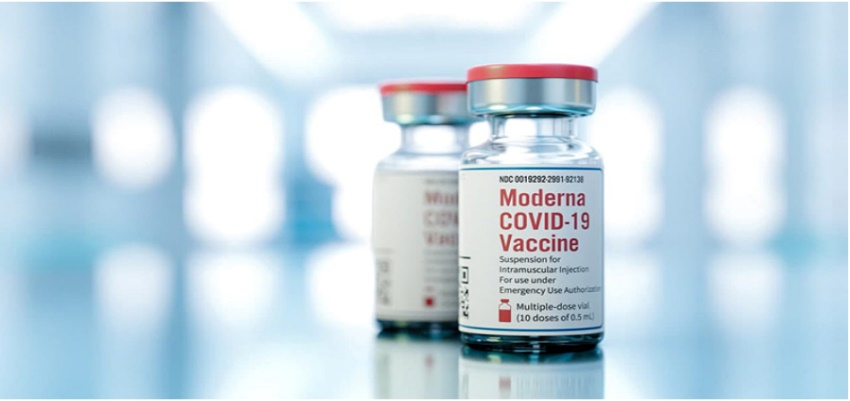 NDC 0019292-2991-92138
Moderna
COVID-19
Vaccine
Suspension for
Intramuscular Injection
For use under
Emergency Use Authorization
Multiple-dose vial
(10 doses of 0.5 mL)